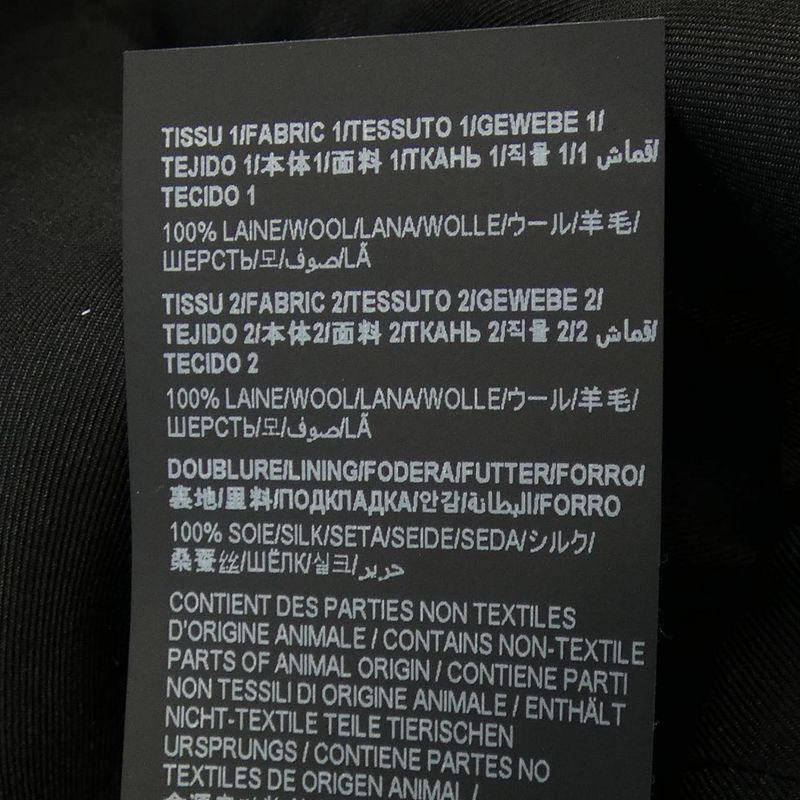 TISSU 1/FABRIC 1/TESSUTO 1/GEWEBE 1/
TEJIDO 1/本体1/面料 1/ТКАНЬ 1/직물 1/1 قماش/
TECIDO 1
100% LAINE/WOOL/LANA/WOLLE/ウール/羊毛/
ШЕРСТЬ/모/صوف/LÃ
TISSU 2/FABRIC 2/TESSUTO 2/GEWEBE 2/
TEJIDO 2/本体2/面料 2/ТКАНЬ 2/직물 2/2 قماش/
TECIDO 2
100% LAINE/WOOL/LANA/WOLLE/ウール/羊毛/
ШЕРСТЬ/모/صوف/LÃ
DOUBLURE/LINING/FODERA/FUTTER/FORRO/
裏地/里料/ПОДКЛАДКА/안감/البطانة/FORRO
100% SOIE/SILK/SETA/SEIDE/SEDA/シルク/
桑蚕丝/ШЁЛК/실크/حرير
CONTIENT DES PARTIES NON TEXTILES
D'ORIGINE ANIMALE / CONTAINS NON-TEXTILE
PARTS OF ANIMAL ORIGIN / CONTIENE PARTI
NON TESSILI DI ORIGINE ANIMALE / ENTHÄLT
NICHT-TEXTILE TEILE TIERISCHEN
URSPRUNGS / CONTIENE PARTES NO
TEXTILES DE ORIGEN ANIMAL /